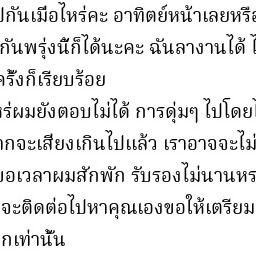 ปกันเมื่อไหร่คะ อาทิตย์หน้าเลยหรือ
กันพรุ่งนี้ก็ได้นะคะ ฉันลางานได้
ครั้งก็เรียบร้อย
หร่ผมยังตอบไม่ได้ การดุ่มๆ ไปโดย
จะเสี่ยงเกินไปแล้ว เราอาจจะไม่
ขอเวลาผมสักพัก รับรองไม่นานหร
จะติดต่อไปหาคุณเองขอให้เตรียม
เท่านั้น